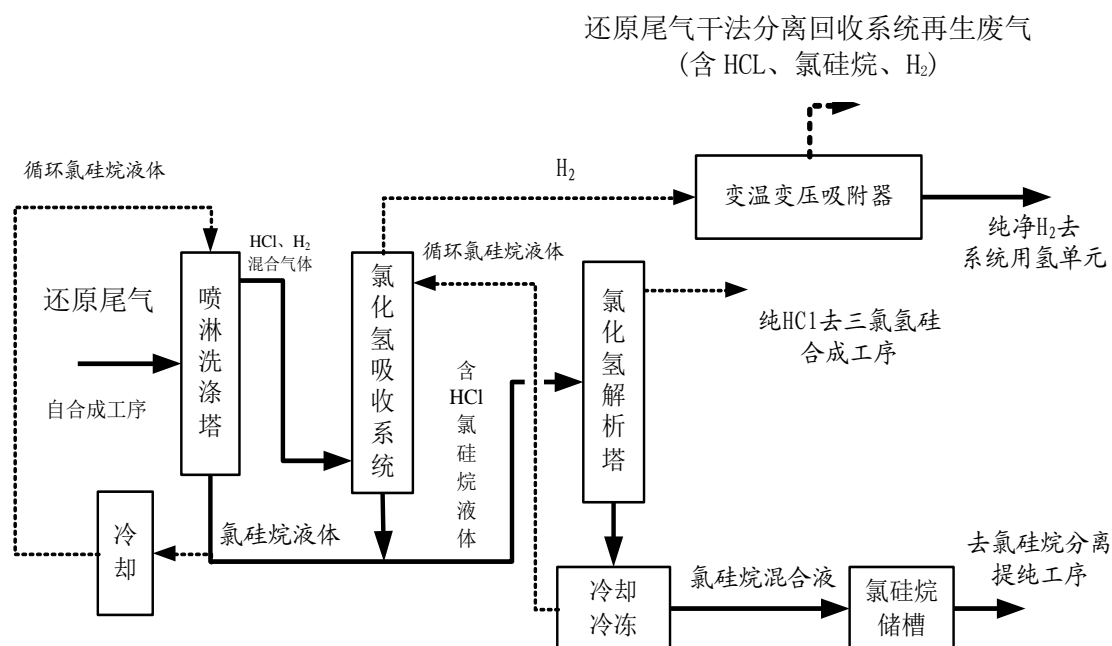 还原尾气干法分离回收系统再生废气
(含 HCL、氯硅烷、H₂)
循环氯硅烷液体
H₂
变温变压吸附器
纯净H₂去
系统用氢单元
HCl、H₂
混合气体
循环氯硅烷液体
还原尾气
自合成工序
喷淋洗涤塔
氯化氢吸收系统
含
HCl
氯
硅
烷
液
体
氯化氢解析塔
纯HCl去三氯氢硅
合成工序
冷却
氯硅烷液体
冷却
冷冻
氯硅烷混合液
氯硅烷
储槽
去氯硅烷分离
提纯工序